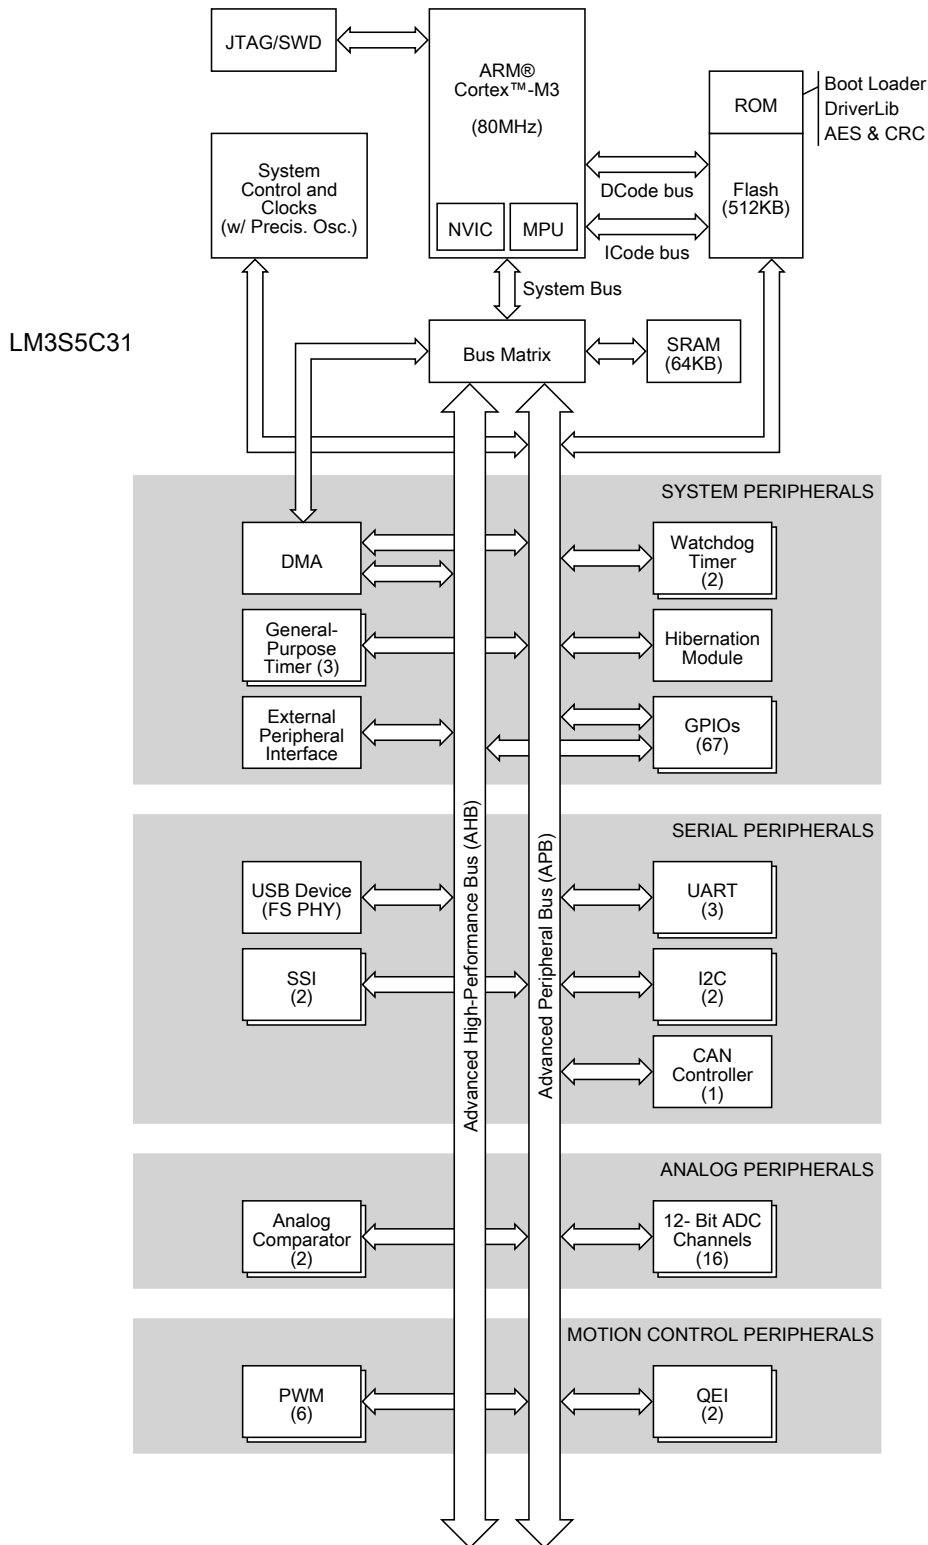 JTAG/SWD
ARM®
Cortex™-M3
(80MHz)
NVIC
MPU
ROM
Boot Loader
DriverLib
AES & CRC
Flash
(512KB)
DCode bus
ICode bus
System
Control and
Clocks
(w/ Precis. Osc.)
System Bus
LM3S5C31
Bus Matrix
SRAM
(64KB)
SYSTEM PERIPHERALS
DMA
Watchdog
Timer
(2)
General-
Purpose
Timer (3)
Hibernation
Module
External
Peripheral
Interface
GPIOs
(67)
Advanced High-Performance Bus (AHB)
Advanced Peripheral Bus (APB)
SERIAL PERIPHERALS
USB Device
(FS PHY)
UART
(3)
SSI
(2)
I2C
(2)
CAN
Controller
(1)
ANALOG PERIPHERALS
Analog
Comparator
(2)
12- Bit ADC
Channels
(16)
MOTION CONTROL PERIPHERALS
PWM
(6)
QEI
(2)